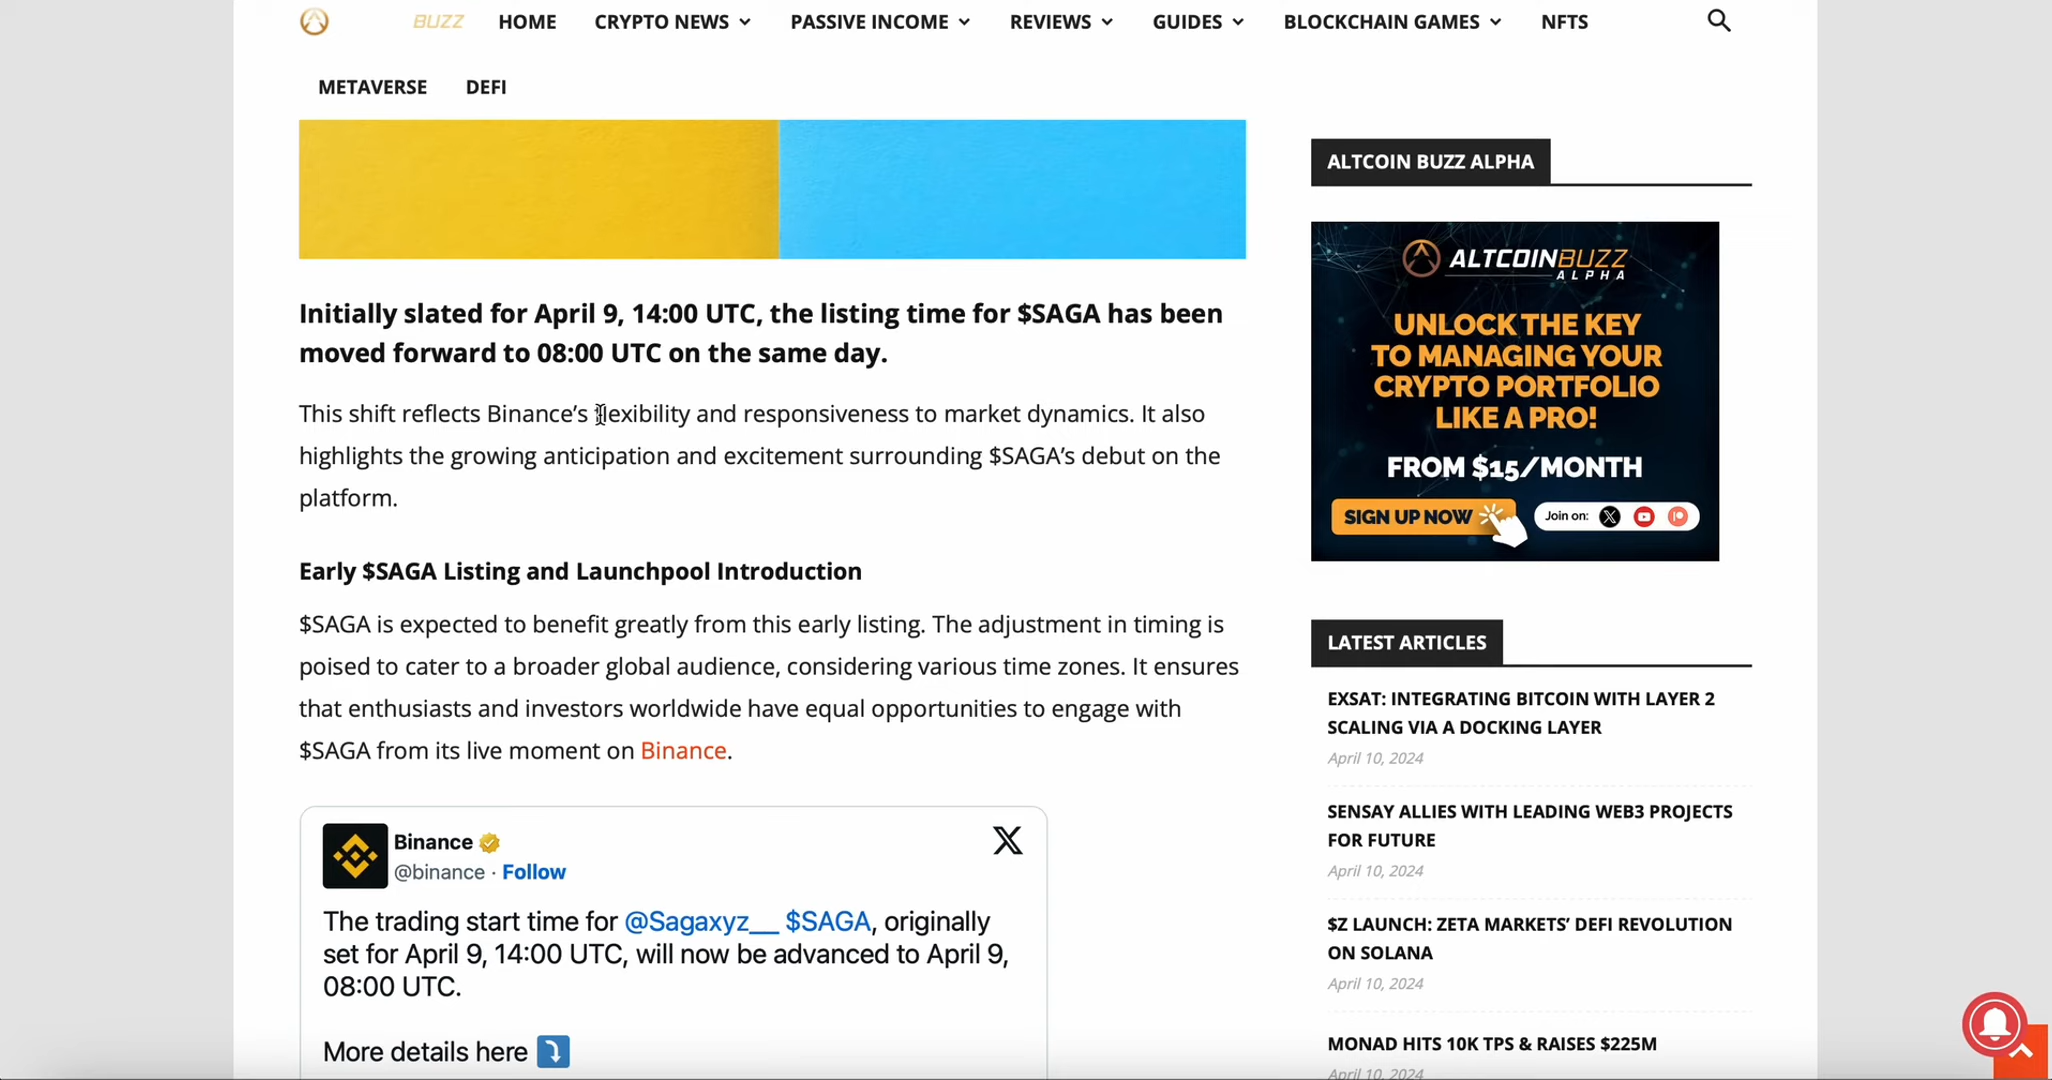 BUZZ HOME CRYPTO NEWS PASSIVE INCOME REVIEWS GUIDES BLOCKCHAIN GAMES NFTS
METAVERSE DEFI
Initially slated for April 9, 14:00 UTC, the listing time for $SAGA has been
moved forward to 08:00 UTC on the same day.
This shift reflects Binance’s flexibility and responsiveness to market dynamics. It also
highlights the growing anticipation and excitement surrounding $SAGA’s debut on the
platform.
Early $SAGA Listing and Launchpool Introduction
$SAGA is expected to benefit greatly from this early listing. The adjustment in timing is
poised to cater to a broader global audience, considering various time zones. It ensures
that enthusiasts and investors worldwide have equal opportunities to engage with
$SAGA from its live moment on Binance.
Binance
@binance · Follow
X
The trading start time for @Sagaxyz__ $SAGA, originally
set for April 9, 14:00 UTC, will now be advanced to April 9,
08:00 UTC.
More details here
ALTCOIN BUZZ ALPHA
ALTCOINBUZZ
ALPHA
UNLOCK THE KEY
TO MANAGING YOUR
CRYPTO PORTFOLIO
LIKE A PRO!
FROM $15/MONTH
SIGN UP NOW Join on: X
LATEST ARTICLES
EXSAT: INTEGRATING BITCOIN WITH LAYER 2
SCALING VIA A DOCKING LAYER
April 10, 2024
SENSAY ALLIES WITH LEADING WEB3 PROJECTS
FOR FUTURE
April 10, 2024
$Z LAUNCH: ZETA MARKETS’ DEFI REVOLUTION
ON SOLANA
April 10, 2024
MONAD HITS 10K TPS & RAISES $225M
April 10, 2024